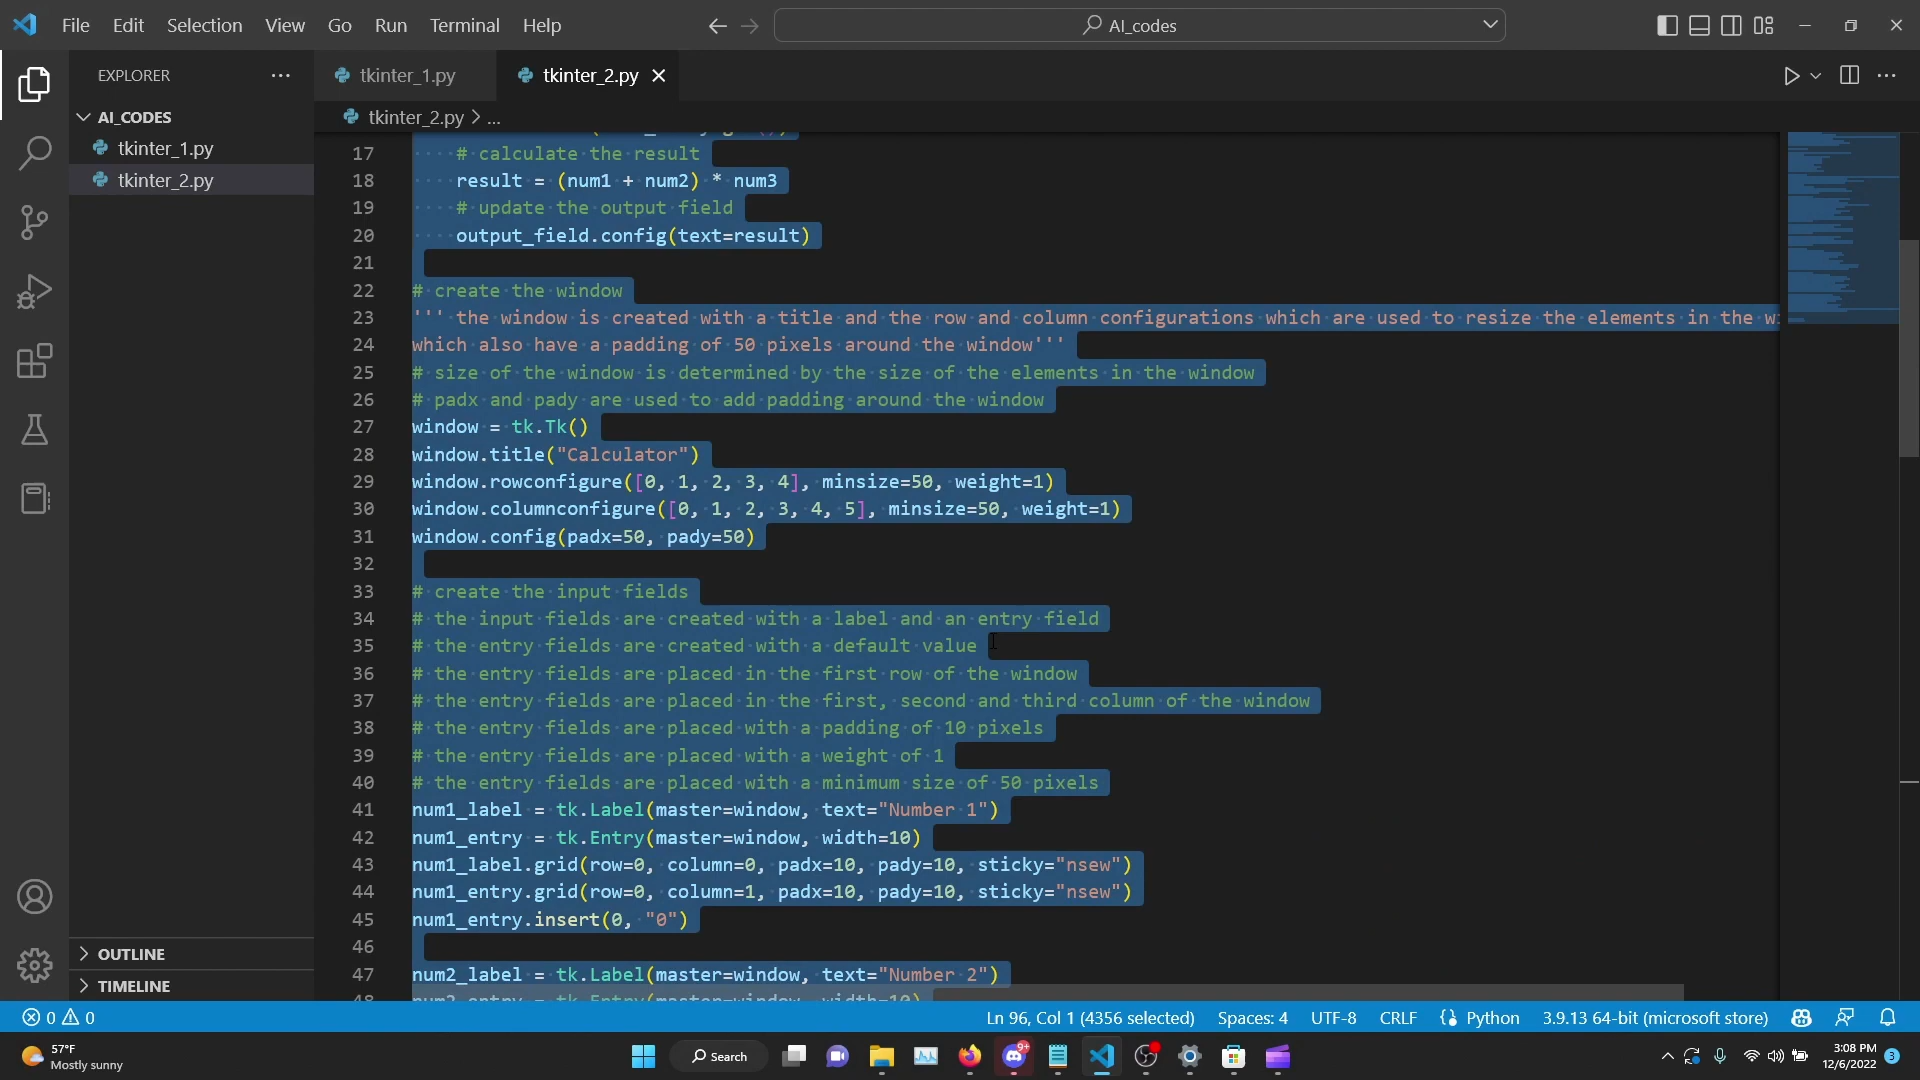 File Edit Selection View Go Run Terminal Help
AI_codes
EXPLORER
AI_CODES
tkinter_1.py
tkinter_2.py
OUTLINE
TIMELINE
tkinter_1.py tkinter_2.py
tkinter_2.py > ...
17 # calculate the result
18 result = (num1 + num2) * num3
19 # update the output field
20 output_field.config(text=result)
21
22 # create the window
23 ''' the window is created with a title and the row and column configurations which are used to resize the elements in the
24 which also have a padding of 50 pixels around the window'''
25 # size of the window is determined by the size of the elements in the window
26 # padx and pady are used to add padding around the window
27 window = tk.Tk()
28 window.title("Calculator")
29 window.rowconfigure([0, 1, 2, 3, 4], minsize=50, weight=1)
30 window.columnconfigure([0, 1, 2, 3, 4, 5], minsize=50, weight=1)
31 window.config(padx=50, pady=50)
32
33 # create the input fields
34 # the input fields are created with a label and an entry field
35 # the entry fields are created with a default value
36 # the entry fields are placed in the first row of the window
37 # the entry fields are placed in the first, second and third column of the window
38 # the entry fields are placed with a padding of 10 pixels
39 # the entry fields are placed with a weight of 1
40 # the entry fields are placed with a minimum size of 50 pixels
41 num1_label = tk.Label(master=window, text="Number 1")
42 num1_entry = tk.Entry(master=window, width=10)
43 num1_label.grid(row=0, column=0, padx=10, pady=10, sticky="nsew")
44 num1_entry.grid(row=0, column=1, padx=10, pady=10, sticky="nsew")
45 num1_entry.insert(0, "0")
46
47 num2_label = tk.Label(master=window, text="Number 2")
48 num2_entry = tk.Entry(master=window, width=10)
0 0 Ln 96, Col 1 (4356 selected) Spaces: 4 UTF-8 CRLF Python 3.9.13 64-bit (microsoft store)
57°F
Mostly sunny
Search
9+
3:08 PM
12/6/2022
3